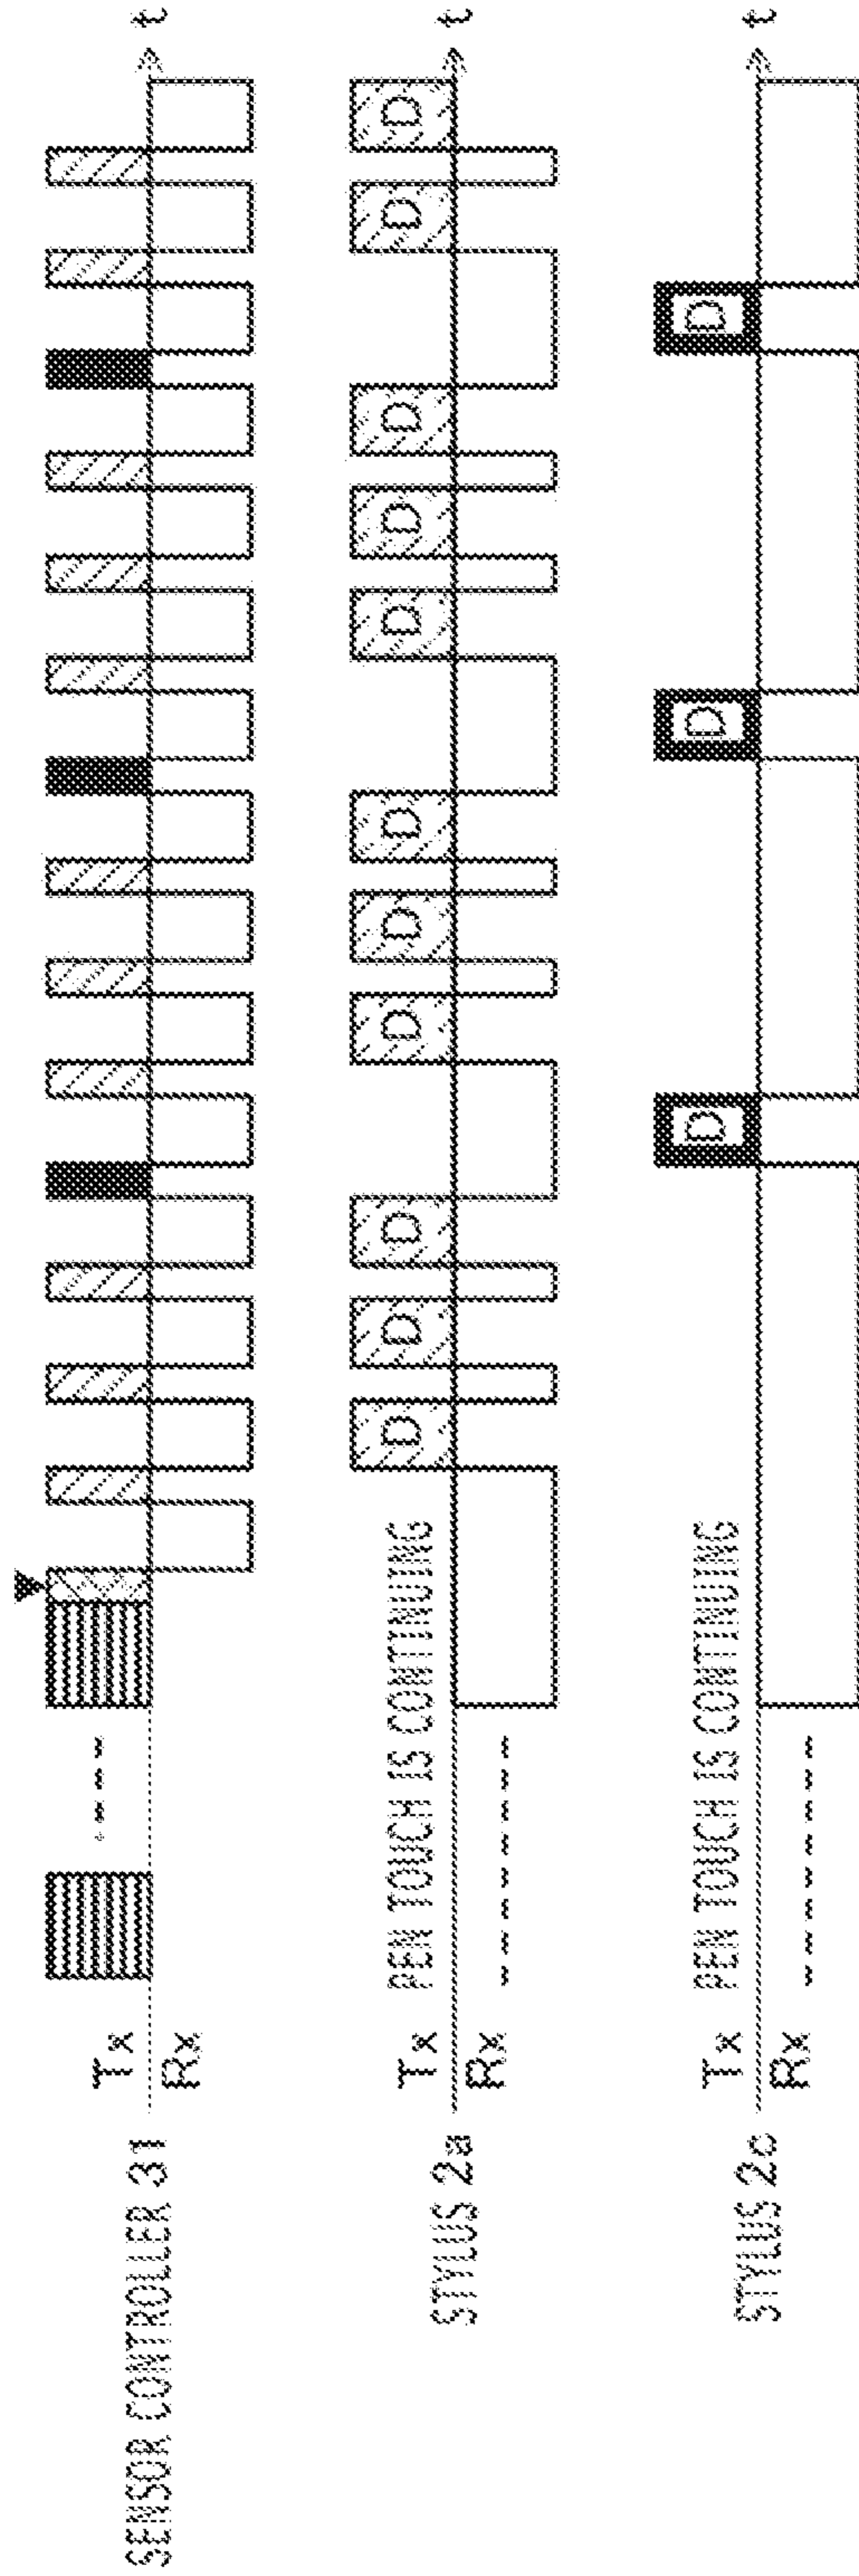 SENSOR CONTROLLER 31
Tx
Rx
t
STYLUS 2a
Tx
Rx
PEN TOUCH IS CONTINUING
D D D D D D D D D D D
t
STYLUS 2c
Tx
Rx
PEN TOUCH IS CONTINUING
D D D
t